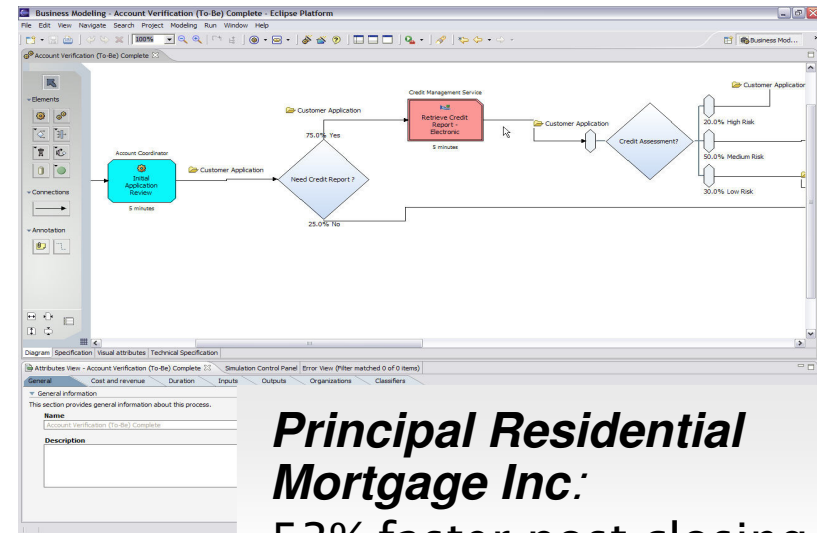 Business Modeling - Account Verification (To-Be) Complete - Eclipse Platform
File Edit View Navigate Search Project Modeling Run Window Help
100%
Business Mod...
Account Verification (To-Be) Complete
Elements
Connections
Annotation
Credit Management Service
Customer Application
Customer Application
Retrieve Credit
Report -
Electronic
5 minutes
75.0% Yes
Customer Application
20.0% High Risk
Credit Assessment?
50.0% Medium Risk
30.0% Low Risk
Account Coordinator
Initial
Application
Review
5 minutes
Customer Application
Need Credit Report ?
25.0% No
Diagram Specification Visual attributes Technical Specification
Attributes View - Account Verification (To-Be) Complete Simulation Control Panel Error View (Filter matched 0 of 0 items)
General Cost and revenue Duration Inputs Outputs Organizations Classifiers
General information
This section provides general information about this process.
Name
Account Verification (To-Be) Complete
Description
Principal Residential
Mortgage Inc:
53% faster post-closing